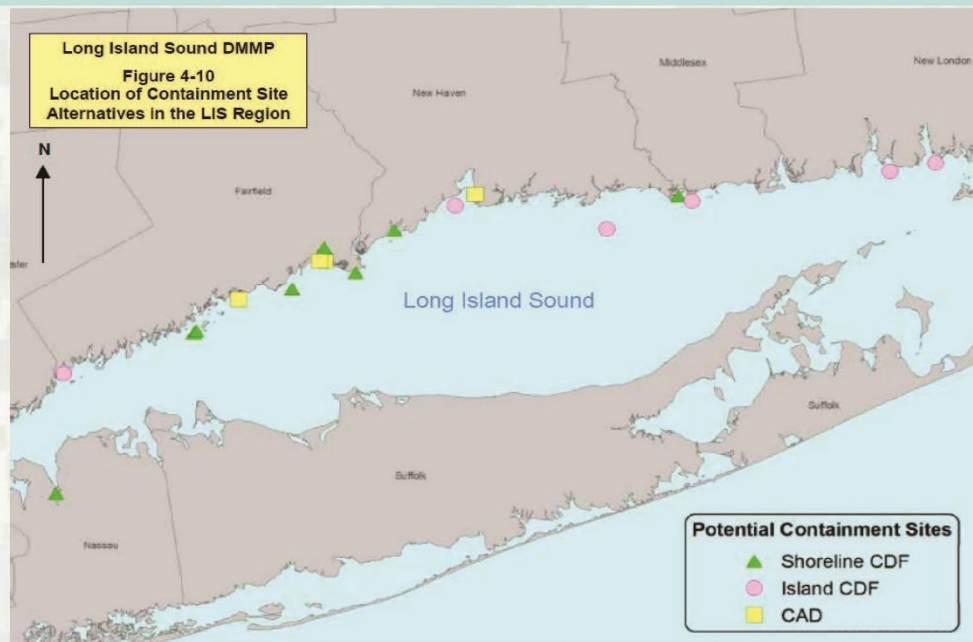 Long Island Sound DMMP
Figure 4-10
Location of Containment Site
Alternatives in the LIS Region
N
Middlesex
New London
New Haven
Fairfield
ster
Long Island Sound
Suffolk
Suffolk
Nassau
Potential Containment Sites
Shoreline CDF
Island CDF
CAD